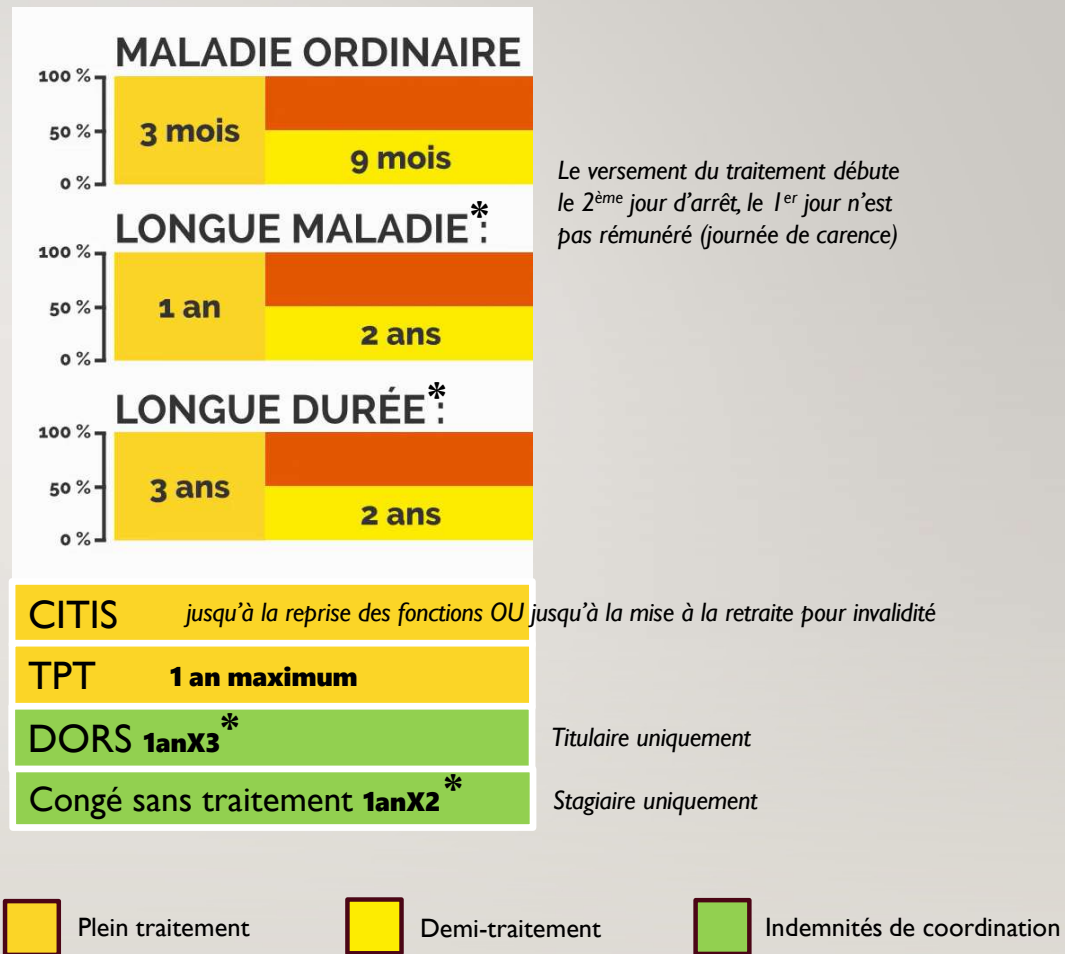 MALADIE ORDINAIRE
100 %
50 %
0 %
3 mois
9 mois
Le versement du traitement débute
le 2ème jour d'arrêt, le 1er jour n'est
pas rémunéré (journée de carence)
LONGUE MALADIE* :
100 %
50 %
0 %
1 an
2 ans
LONGUE DURÉE* :
100 %
50 %
0 %
3 ans
2 ans
CITIS jusqu'à la reprise des fonctions OU jusqu'à la mise à la retraite pour invalidité
TPT 1 an maximum
DORS 1anX3* Titulaire uniquement
Congé sans traitement 1anX2* Stagiaire uniquement
Plein traitement Demi-traitement Indemnités de coordination